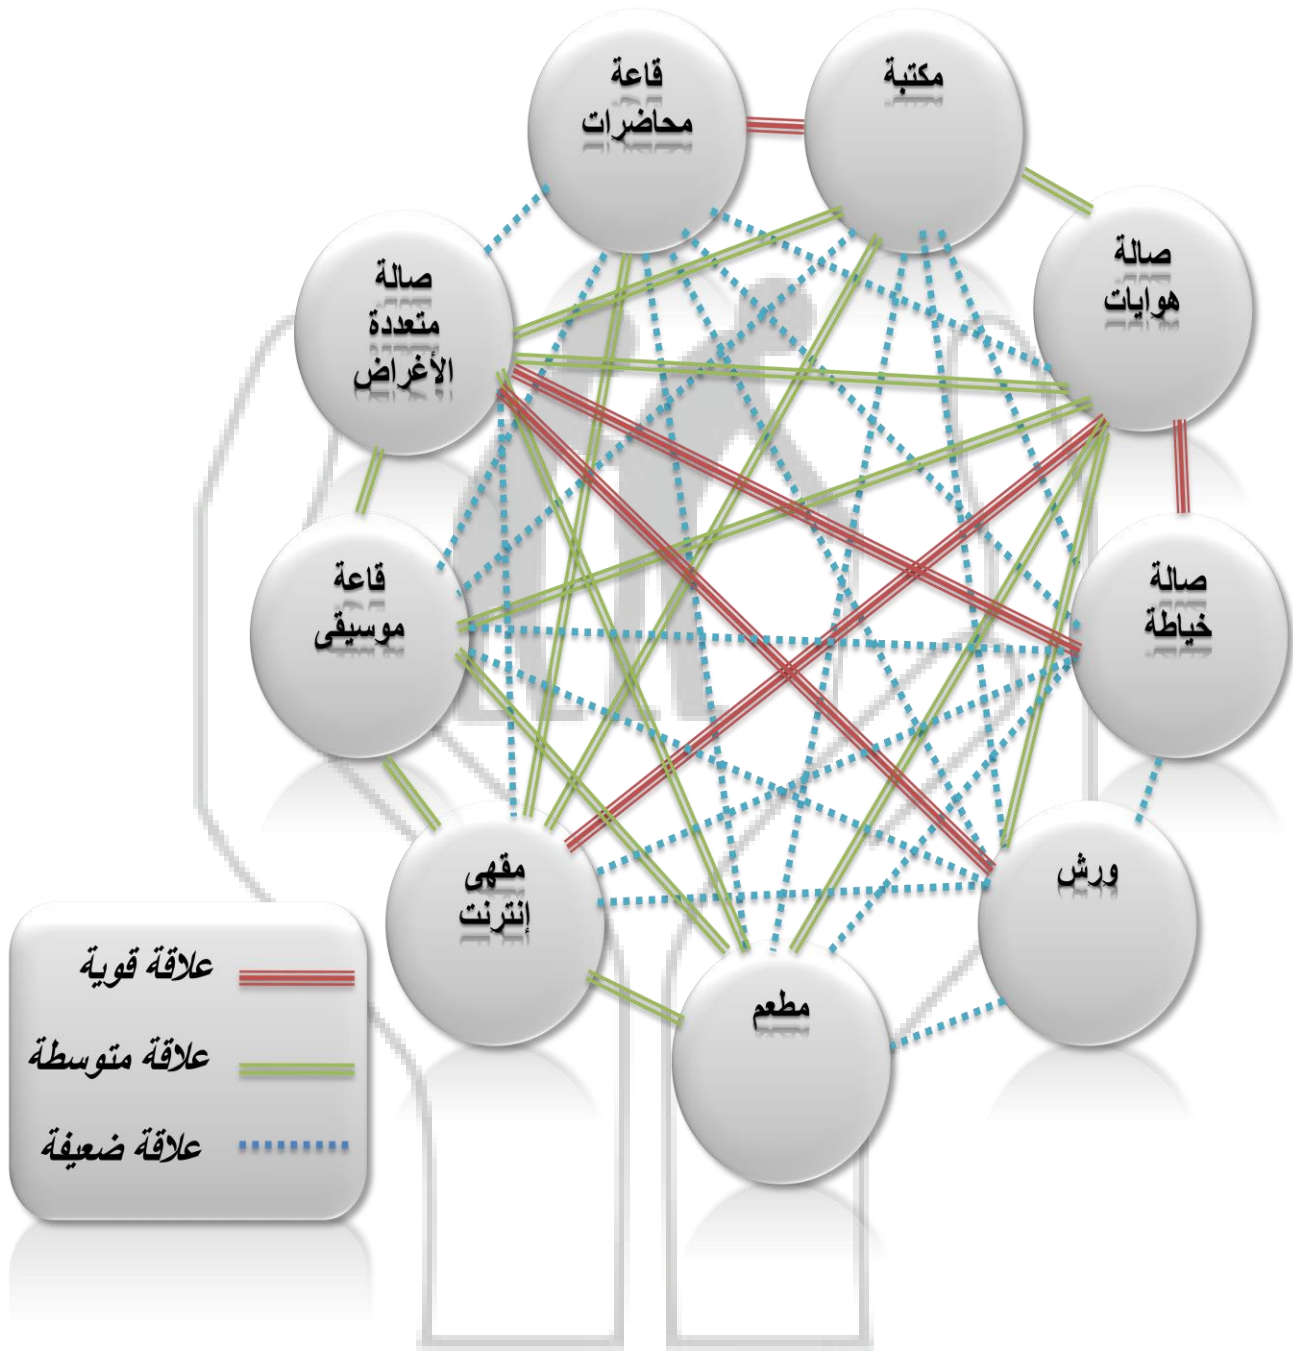 مكتبة
قاعة
محاضرات
صالة
هوايات
صالة
متعددة
الأغراض
صالة
خياطة
قاعة
موسيقى
ورش
مقهى
إنترنت
مطعم
علاقة قوية
علاقة متوسطة
علاقة ضعيفة